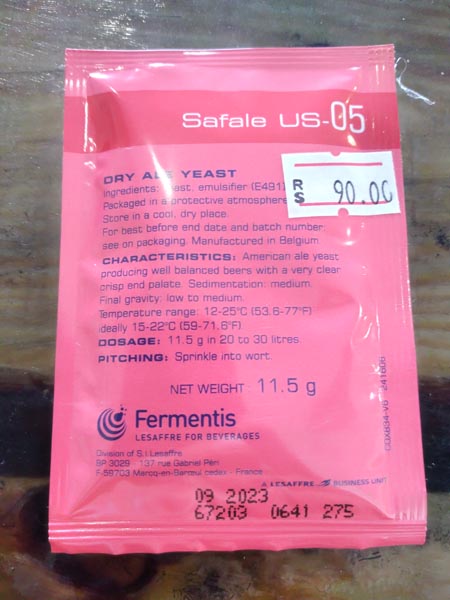 Safale US-05
DRY ALE YEAST
Ingredients: Yeast, emulsifier (E491)
Packaged in a protective atmosphere
Store in a cool, dry place.
For best before end date and batch number:
see on packaging. Manufactured in Belgium.
R
$ 90.00
CHARACTERISTICS: American ale yeast
producing well balanced beers with a very clear
crisp end palate. Sedimentation: medium.
Final gravity: low to medium.
Temperature range: 12-25°C (53.6-77°F)
ideally 15-22°C (59-71.6°F)
DOSAGE: 11.5 g in 20 to 30 litres.
PITCHING: Sprinkle into wort.
NET WEIGHT: 11.5 g
Fermentis
LESAFFRE FOR BEVERAGES
Division of S.I.Lesaffre
BP 3029 - 137 rue Gabriel Péri
F-59703 Marcq-en-Barœul cedex - France
A LESAFFRE BUSINESS UNIT
09 2023
67203 0641 275